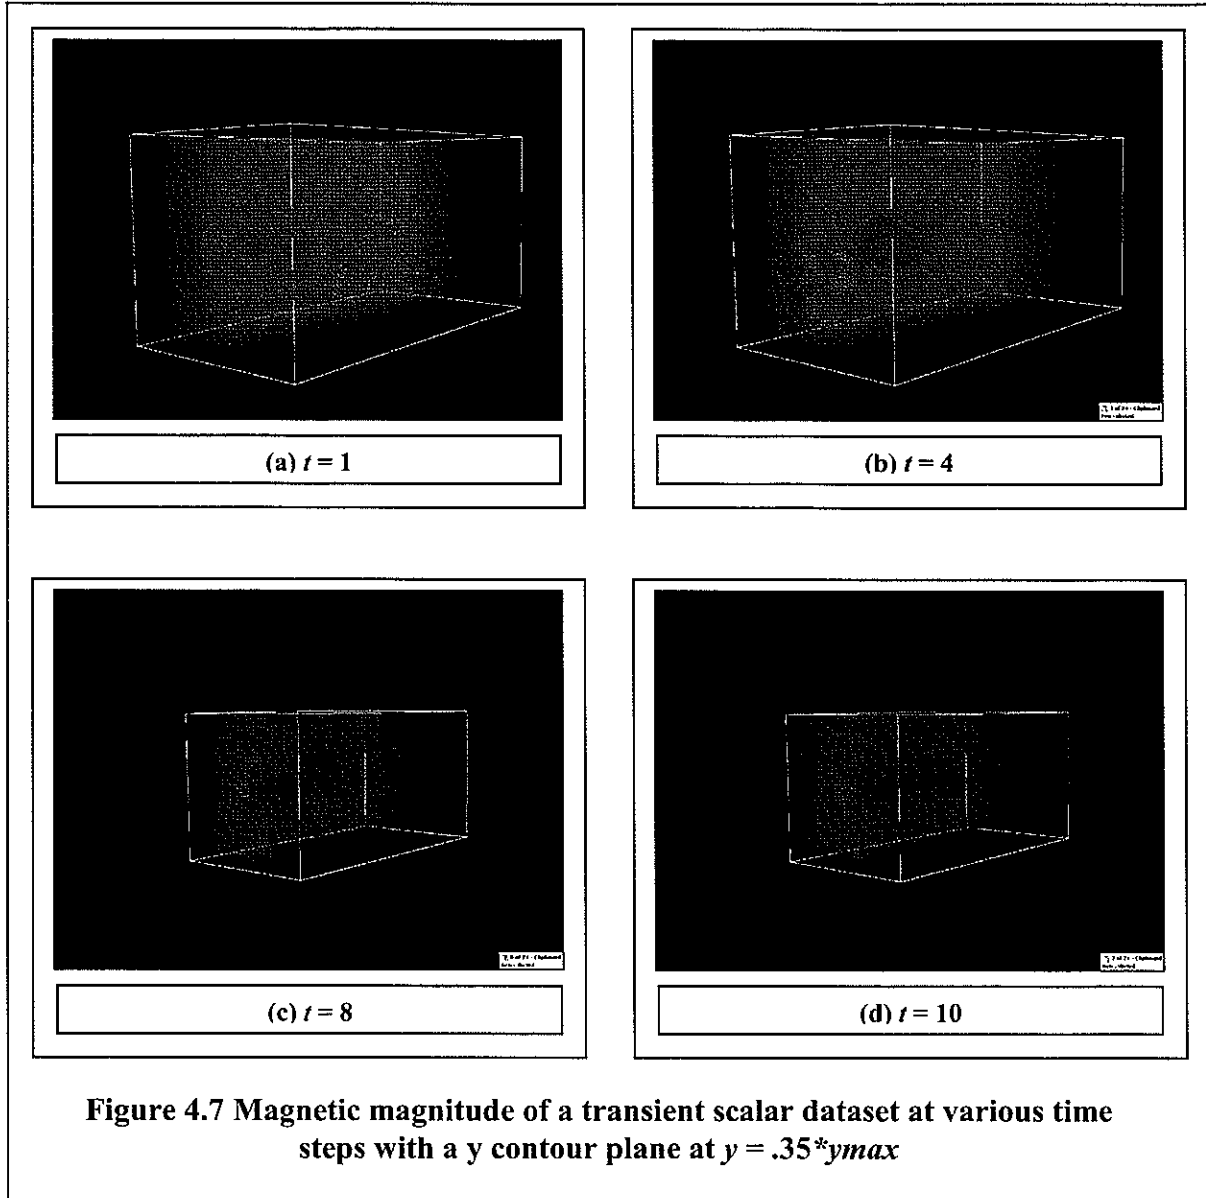 (a) t = 1
(b) t = 4
(c) t = 8
(d) t = 10
Figure 4.7 Magnetic magnitude of a transient scalar dataset at various time
steps with a y contour plane at y = .35*ymax